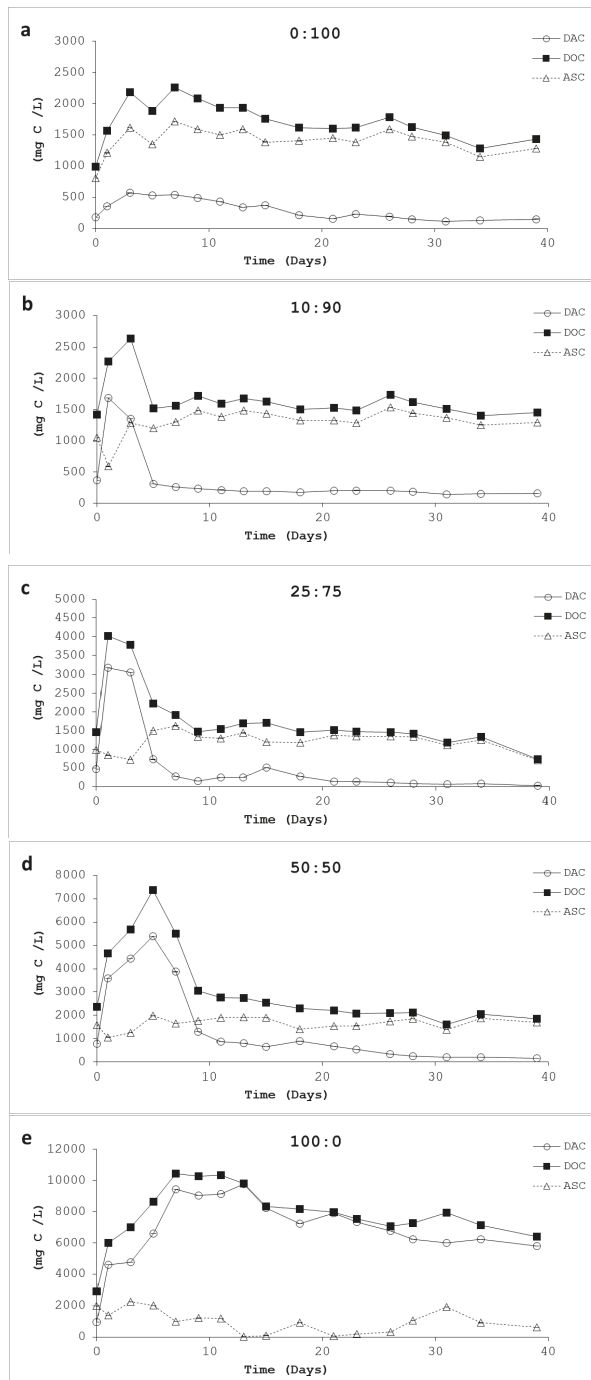 a
0:100
DAC
DOC
ASC
(mg C /L)
3000
2500
2000
1500
1000
500
0
0 10 20 30 40
Time (Days)
b
10:90
DAC
DOC
ASC
(mg C /L)
3000
2500
2000
1500
1000
500
0
0 10 20 30 40
Time (Days)
c
25:75
DAC
DOC
ASC
(mg C /L)
5000
4500
4000
3500
3000
2500
2000
1500
1000
500
0
0 10 20 30 40
Time (Days)
d
50:50
DAC
DOC
ASC
(mg C /L)
8000
7000
6000
5000
4000
3000
2000
1000
0
0 10 20 30 40
Time (Days)
e
100:0
DAC
DOC
ASC
(mg C /L)
12000
10000
8000
6000
4000
2000
0
0 10 20 30 40
Time (Days)